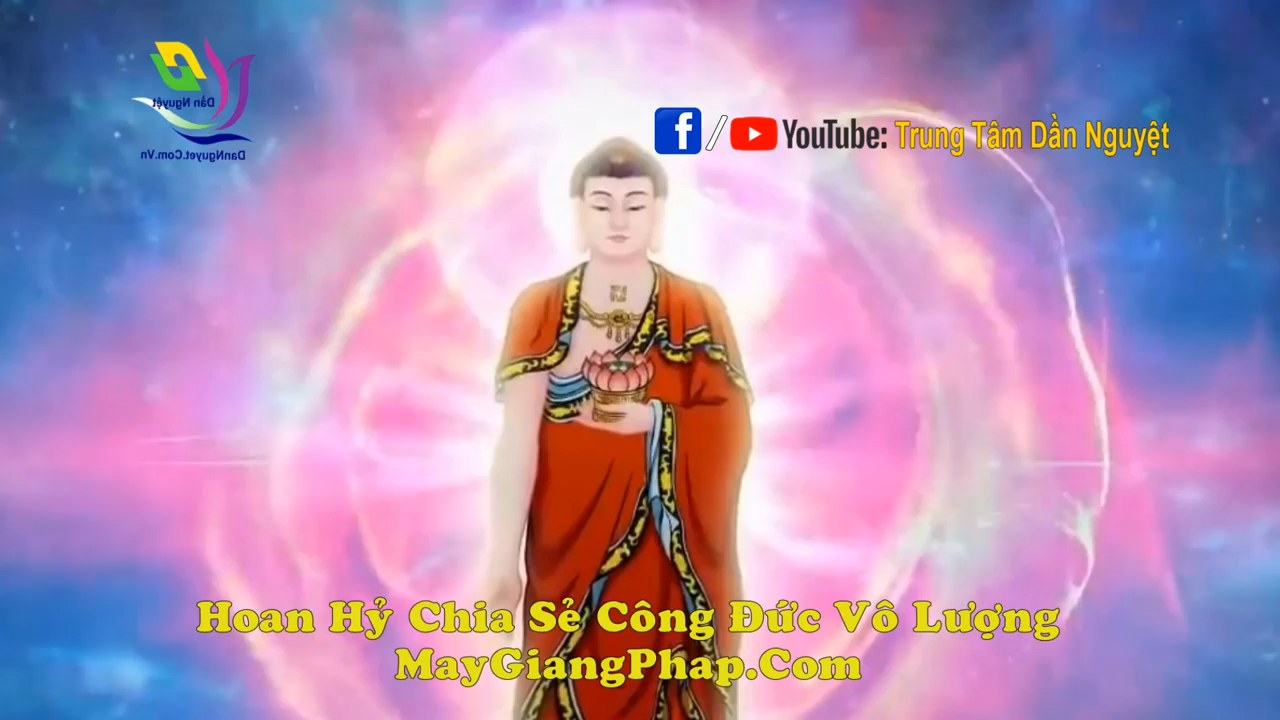 Dần Nguyệt
DanNguyet.Com.Vn
f / YouTube: Trung Tâm Dần Nguyệt
Hoan Hỷ Chia Sẻ Công Đức Vô Lượng
MayGiangPhap.Com